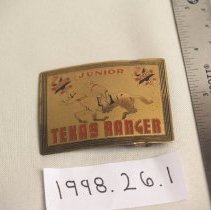 JUNIOR
TEXAS RANGER
1998.26.1